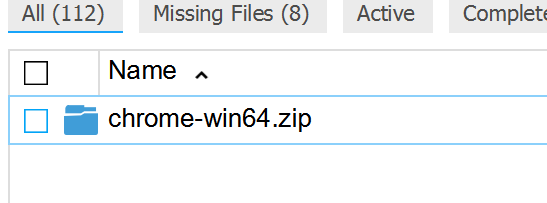 All (112) Missing Files (8) Active Complete
Name
chrome-win64.zip